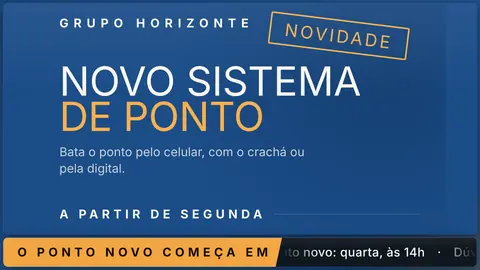 GRUPO HORIZONTE
NOVIDADE
NOVO SISTEMA
DE PONTO
Bata o ponto pelo celular, com o crachá ou
pela digital.
A PARTIR DE SEGUNDA
O PONTO NOVO COMEÇA EM
novo: quarta, às 14h ·